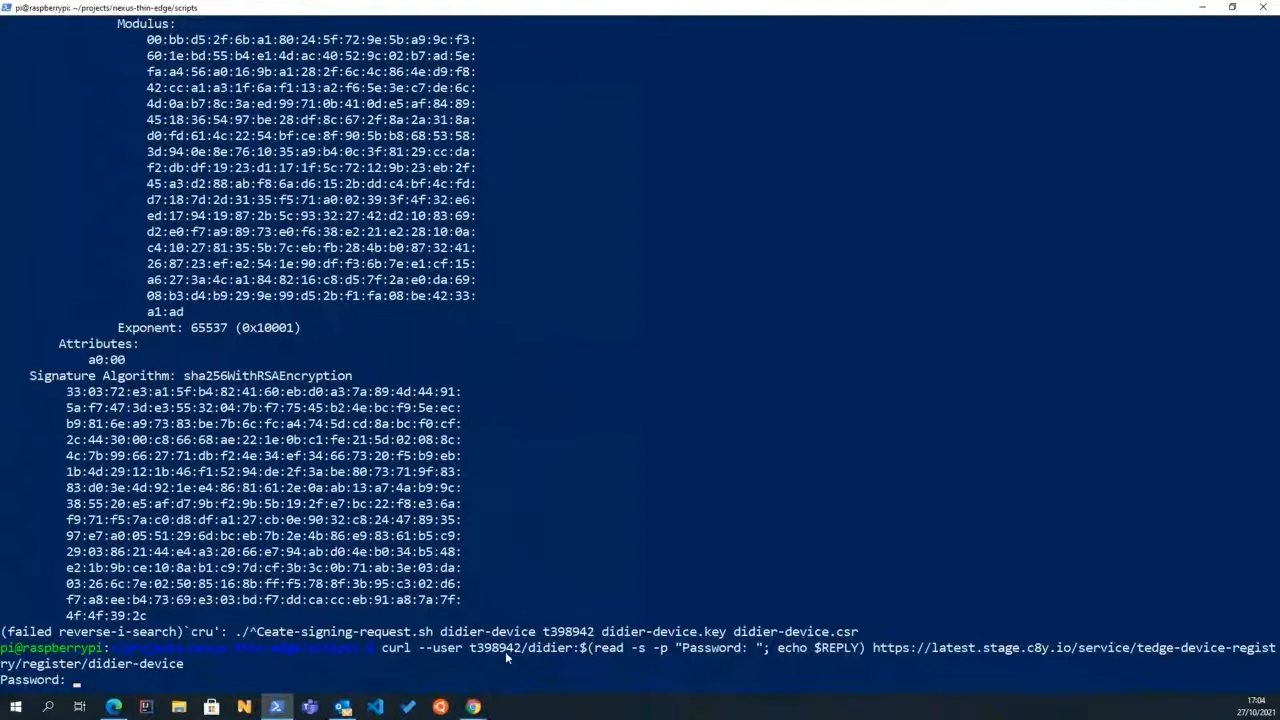 pi@raspberrypi: ~/projects/nexus-thin-edge/scripts
Modulus:
00:bb:d5:2f:6b:a1:80:24:5f:72:9e:5b:a9:9c:f3:
60:1e:bd:55:b4:e1:4d:ac:40:52:9c:02:b7:ad:5e:
fa:a4:56:a0:16:9b:a1:28:2f:6c:4c:86:4e:d9:f8:
42:cc:a1:a3:1f:6a:f1:13:a2:f6:5e:3e:c7:de:6c:
4d:0a:b7:8c:3a:ed:99:71:0b:41:0d:e5:af:84:89:
45:18:36:54:97:be:28:df:8c:67:2f:8a:2a:31:8a:
d0:fd:61:4c:22:54:bf:ce:8f:90:5b:b8:68:53:58:
3d:94:0e:8e:76:10:35:a9:b4:0c:3f:81:29:cc:da:
f2:db:df:19:23:d1:17:1f:5c:72:12:9b:23:eb:2f:
45:a3:d2:88:ab:f8:6a:d6:15:2b:dd:c4:bf:4c:fd:
d7:18:7d:2d:31:35:f5:71:a0:02:39:3f:4f:32:e6:
ed:17:94:19:87:2b:5c:93:32:27:42:d2:10:83:69:
d2:e0:f7:a9:89:73:e0:f6:38:e2:21:e2:28:10:0a:
c4:10:27:81:35:5b:7c:eb:fb:28:4b:b0:87:32:41:
26:87:23:ef:e2:54:1e:90:df:f3:6b:7e:e1:cf:15:
a6:27:3a:4c:a1:84:82:16:c8:d5:7f:2a:e0:da:69:
08:b3:d4:b9:29:9e:99:d5:2b:f1:fa:08:be:42:33:
a1:ad
Exponent: 65537 (0x10001)
Attributes:
a0:00
Signature Algorithm: sha256WithRSAEncryption
33:03:72:e3:a1:5f:b4:82:41:60:eb:d0:a3:7a:89:4d:44:91:
5a:f7:47:3d:e3:55:32:04:7b:f7:75:45:b2:4e:bc:f9:5e:ec:
b9:81:6e:a9:73:83:be:7b:6c:fc:a4:74:5d:cd:8a:bc:f0:cf:
2c:44:30:00:c8:66:68:ae:22:1e:0b:c1:fe:21:5d:02:08:8c:
4c:7b:99:66:27:71:db:f2:4e:34:ef:34:66:73:20:f5:b9:eb:
1b:4d:29:12:1b:46:f1:52:94:de:2f:3a:be:80:73:71:9f:83:
83:d0:3e:4d:92:1e:e4:86:81:61:2e:0a:ab:13:a7:4a:b9:9c:
38:55:20:e5:af:d7:9b:f2:9b:5b:19:2f:e7:bc:22:f8:e3:6a:
f9:71:f5:7a:c0:d8:df:a1:27:cb:0e:90:32:c8:24:47:89:35:
97:e7:a0:05:51:29:6d:bc:eb:7b:2e:4b:86:e9:83:61:b5:c9:
29:03:86:21:44:e4:a3:20:66:e7:94:ab:d0:4e:b0:34:b5:48:
e2:1b:9b:ce:10:8a:b1:c9:7d:cf:3b:3c:0b:71:ab:3e:03:da:
03:26:6c:7e:02:50:85:16:8b:ff:f5:78:8f:3b:95:c3:02:d6:
f7:a8:ee:b4:73:69:e3:03:bd:f7:dd:ca:cc:eb:91:a8:7a:7f:
4f:4f:39:2c
(failed reverse-i-search)`cru': ./^Ceate-signing-request.sh didier-device t398942 didier-device.key didier-device.csr
pi@raspberrypi:~/projects/nexus-thin-edge/scripts $ curl --user t398942/didier:$(read -s -p "Password: "; echo $REPLY) https://latest.stage.c8y.io/service/tedge-device-regist
ry/register/didier-device
Password:
17:04
27/10/2021